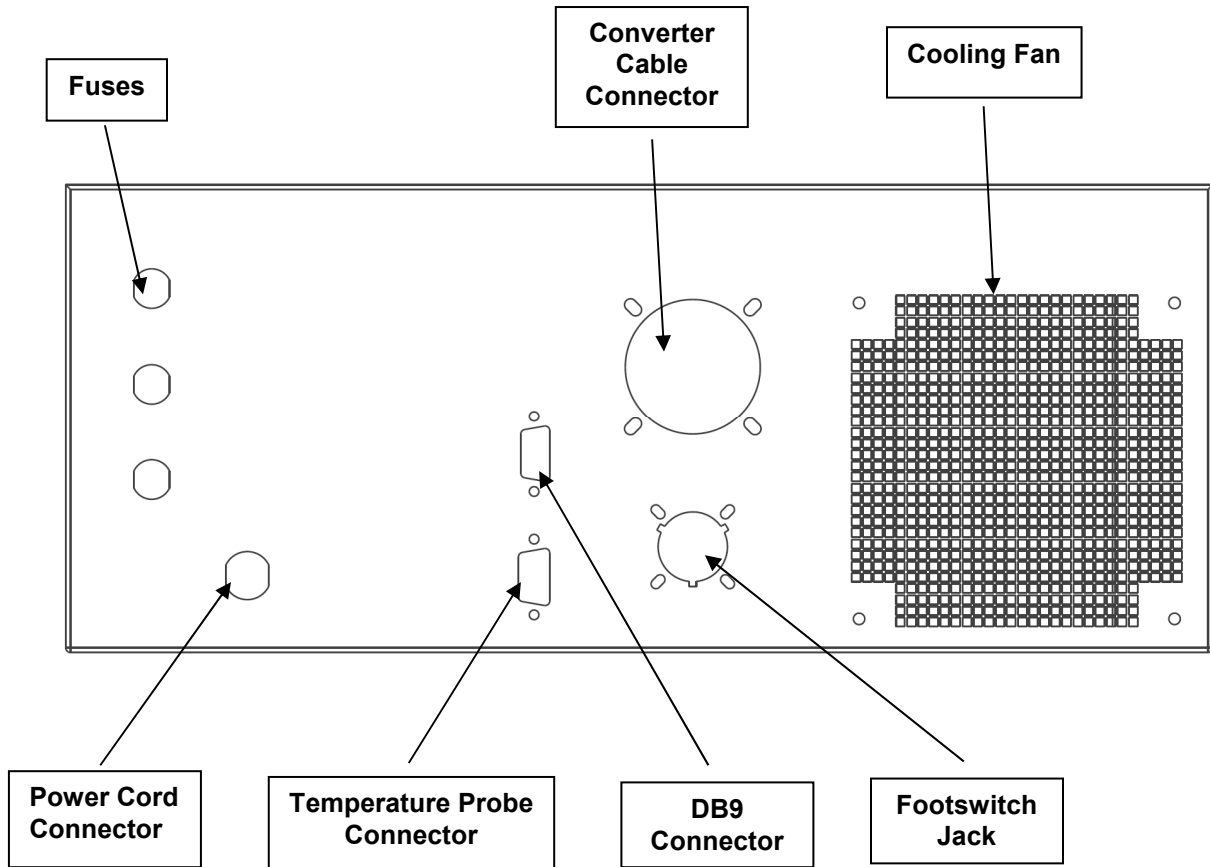 Fuses
Converter
Cable
Connector
Cooling Fan
Power Cord
Connector
Temperature Probe
Connector
DB9
Connector
Footswitch
Jack